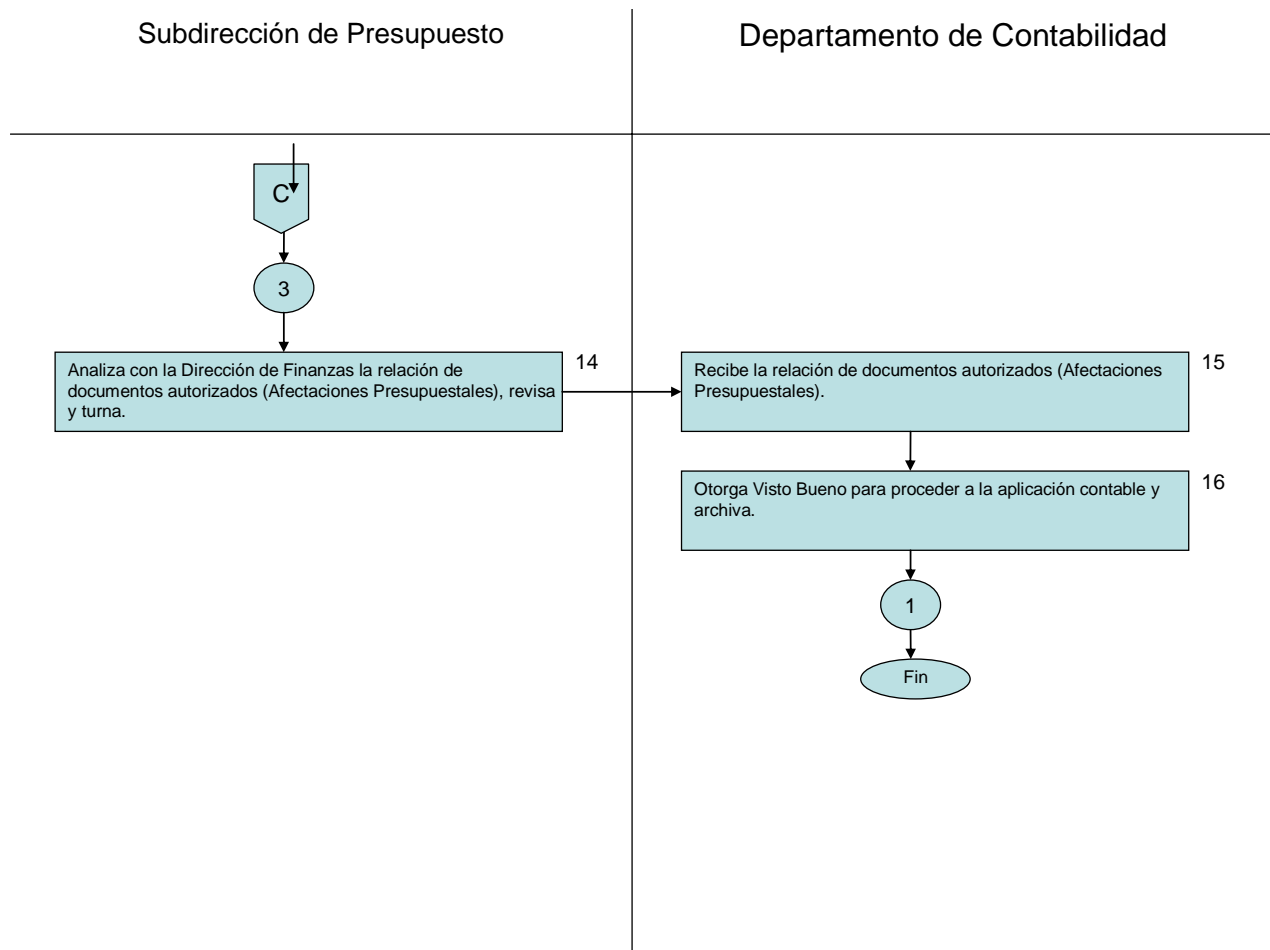 Subdirección de Presupuesto
Departamento de Contabilidad
C
3
Analiza con la Dirección de Finanzas la relación de
documentos autorizados (Afectaciones Presupuestales), revisa
y turna.
14
Recibe la relación de documentos autorizados (Afectaciones
Presupuestales).
15
Otorga Visto Bueno para proceder a la aplicación contable y
archiva.
16
1
Fin